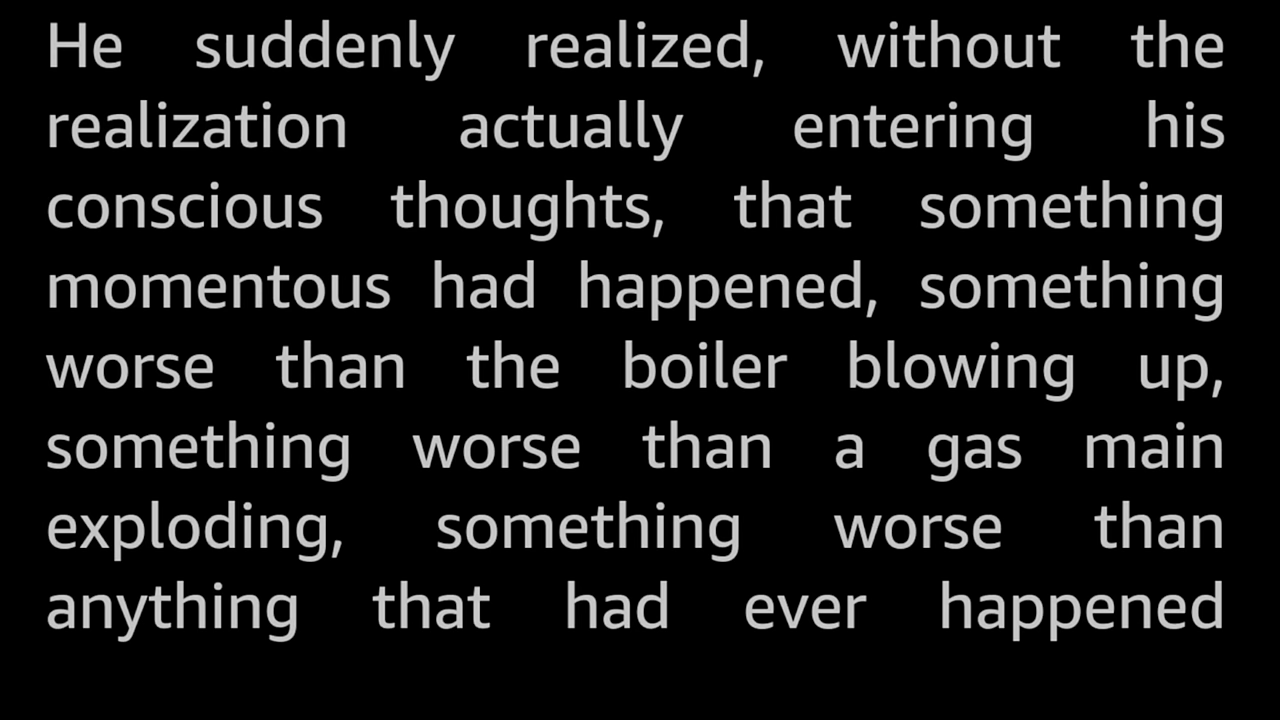 He suddenly realized, without the
realization actually entering his
conscious thoughts, that something
momentous had happened, something
worse than the boiler blowing up,
something worse than a gas main
exploding, something worse than
anything that had ever happened